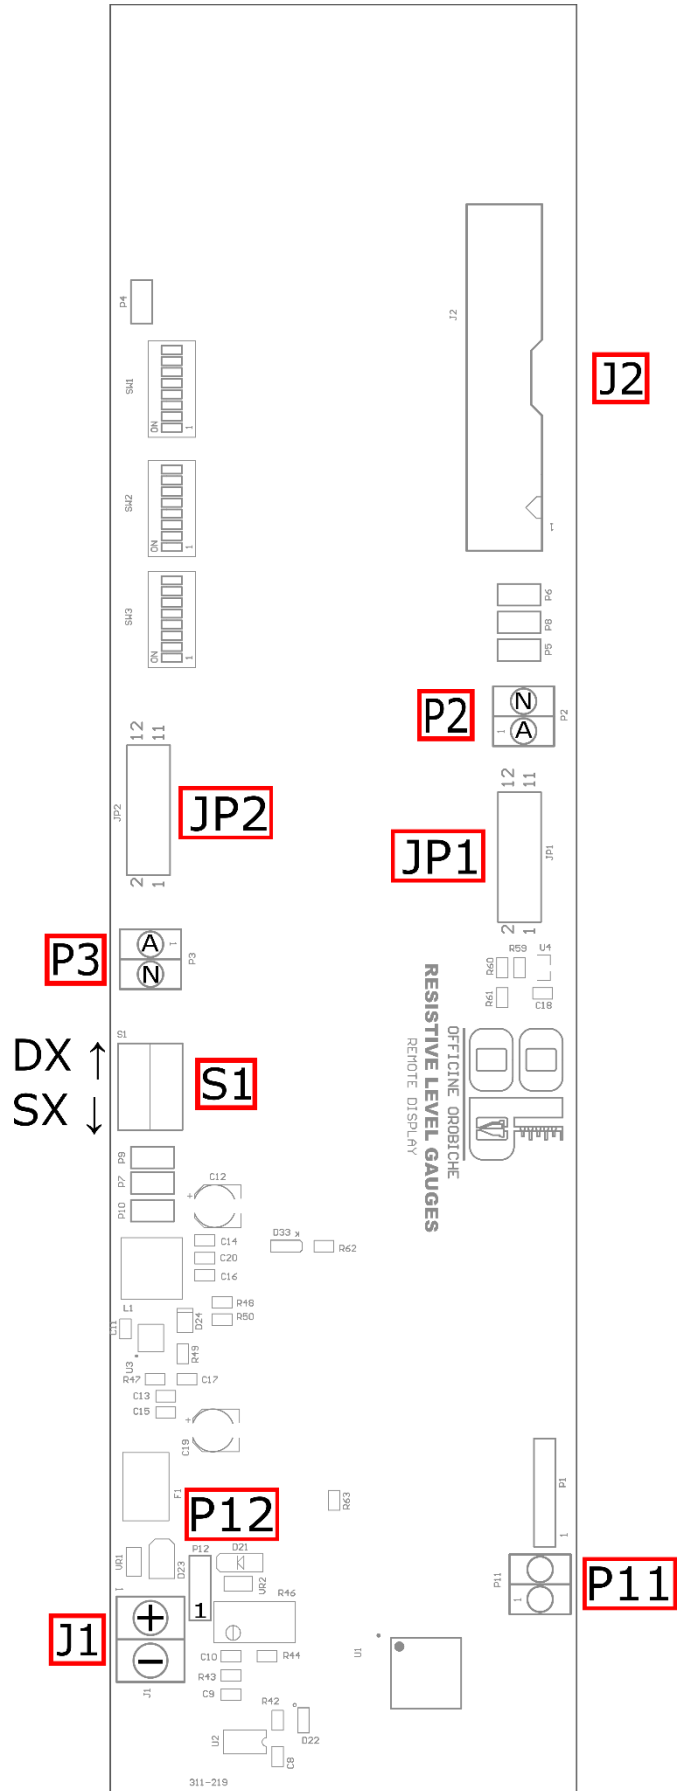 P4
J2
J2
SW1
ON
1
SW2
ON
1
1
SW3
ON
1
P6
P8
P5
P2
N
A
1
P2
12 11
JP2
JP2
2 1
12 11
JP1
JP1
2 1
P3
A
N
1
P3
R59
U4
R60
R61
C18
S1
DX ↑
SX ↓
S1
RESISTIVE LEVEL GAUGES
OFFICINE OROBICHE
REMOTE DISPLAY
P9
P7
P10
C12
+
C14
C20
C16
D33 K
R62
L1
R48
R50
C11
D24
U3
R49
R47
C17
C13
C15
+
C19
F1
P12
R63
P1
1
P12
D21
VR1
D23
VR2
1
R46
P11
1
P11
1
J1
+
−
J1
C10
R44
R43
C9
U1
R42
U2
D22
C8
311-219